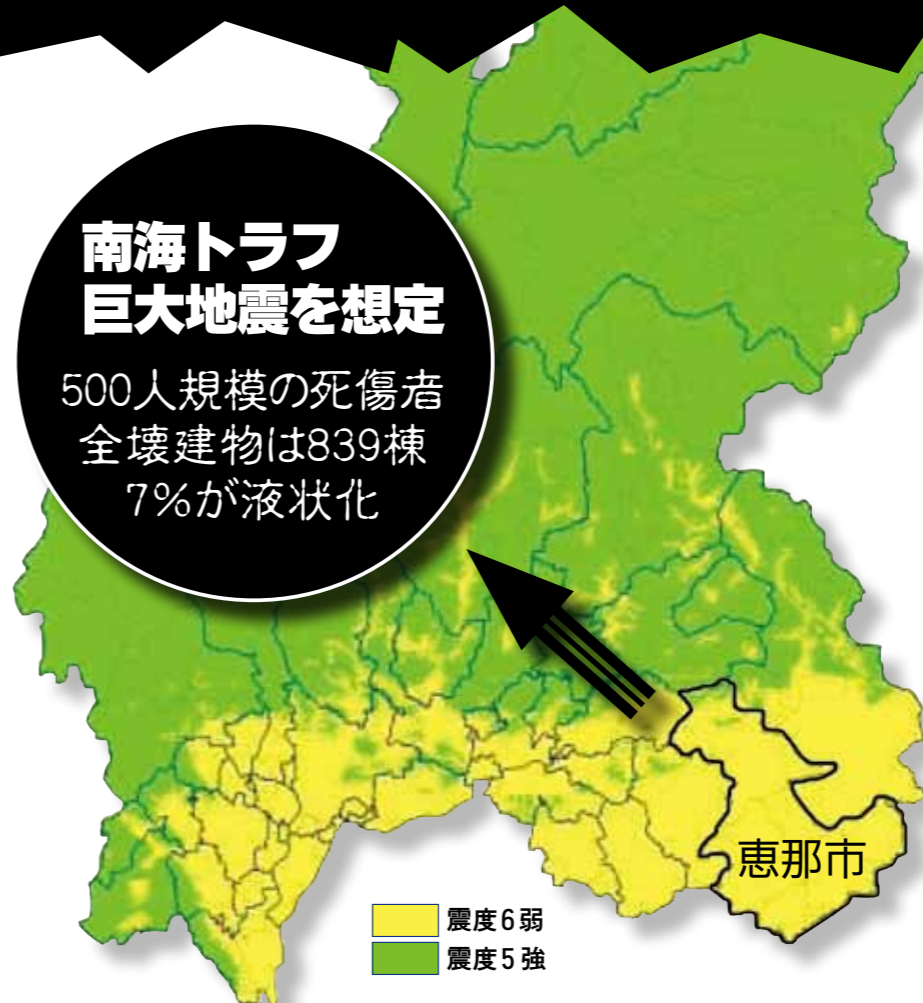 南海トラフ
巨大地震を想定
500人規模の死傷者
全壊建物は839棟
7%が液状化
恵那市
震度6弱
震度5強